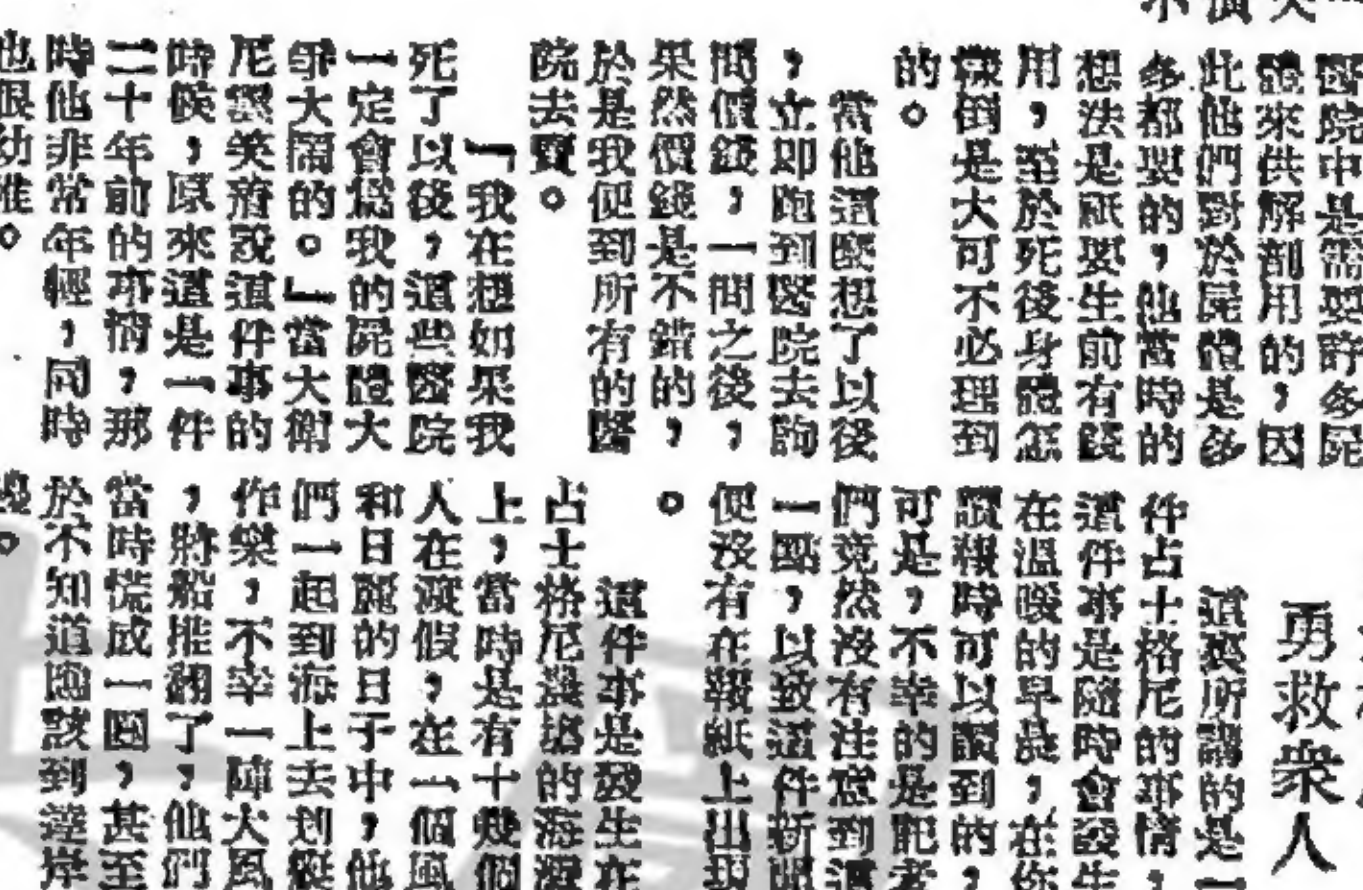 醫院中是需要許多屍
體來供解剖用的，因
此他們對於屍體是多
多都要的，他當時的
想法是祇要生前有錢
用，至於死後身體怎
樣倒是大可不必理到
的。
當他這麼想了以後
，立即跑到醫院去詢
問價錢，一問之後，
果然價錢是不錯的，
於是我便到所有的醫
院去賣。
「我在想如果我
死了以後，這些醫院
一定會爲我的屍體大
爭大鬧的。」當大衛
尼雲笑着說這件事的
時候，原來這是一件
二十年前的事情，那
時他非常年輕，同時
也很幼稚。
勇救衆人
這裏所謂的是一
件占士格尼的事情，
這件事是隨時會發生
在溫暖的早晨，在你
讀報時可以讀到的，
可是，不幸的是記者
們竟然沒有注意到這
一點，以致這件新聞
便沒有在報紙上出現
。
這件事是發生在
占士格尼遜的海灘
上，當時是有十幾個
人在渡假，在一個風
和日麗的日子中，他
們一起到海上去划艇
作樂，不幸一陣大風
，將船推翻了，他們
當時慌成一團，甚至
於不知道應該到達岸